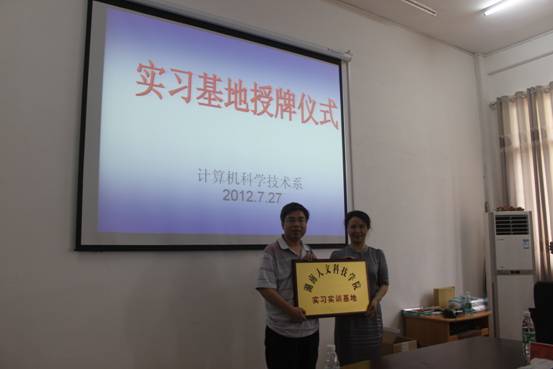 实习基地授牌仪式
计算机科学技术系
2012.7.27
湖南人文科技学院
实习实训基地